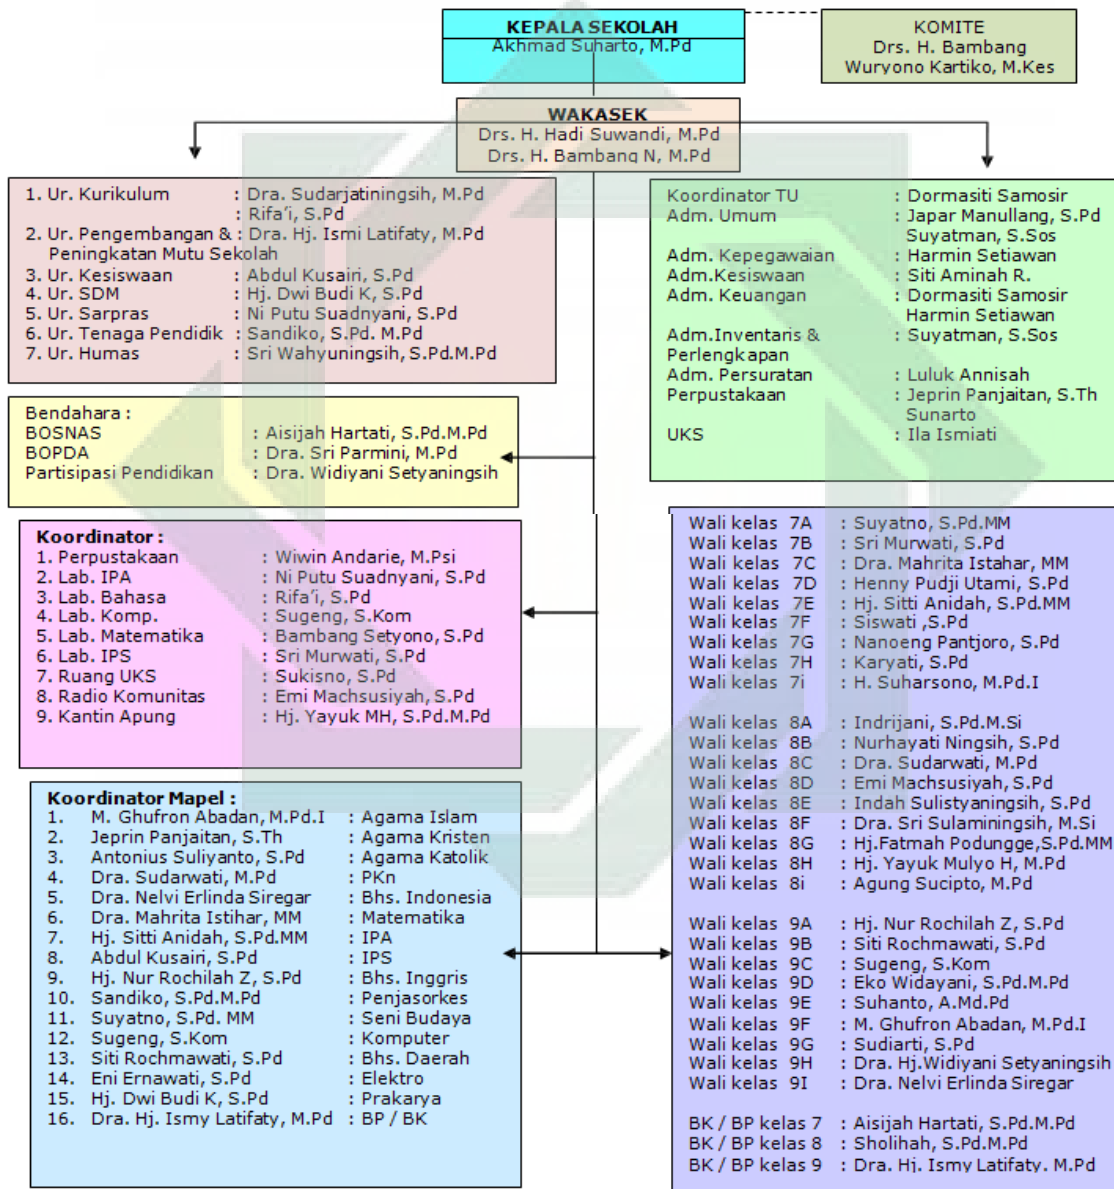 KEPALA SEKOLAH
Akhmad Suharto, M.Pd
KOMITE
Drs. H. Bambang
Wuryono Kartiko, M.Kes
WAKASEK
Drs. H. Hadi Suwandi, M.Pd
Drs. H. Bambang N, M.Pd
1. Ur. Kurikulum : Dra. Sudarjatiningsih, M.Pd
: Rifa’i, S.Pd
2. Ur. Pengembangan & : Dra. Hj. Ismi Latifaty, M.Pd
Peningkatan Mutu Sekolah
3. Ur. Kesiswaan : Abdul Kusairi, S.Pd
4. Ur. SDM : Hj. Dwi Budi K, S.Pd
5. Ur. Sarpras : Ni Putu Suadnyani, S.Pd
6. Ur. Tenaga Pendidik : Sandiko, S.Pd. M.Pd
7. Ur. Humas : Sri Wahyuningsih, S.Pd.M.Pd
Koordinator TU : Dormasiti Samosir
Adm. Umum : Japar Manullang, S.Pd
Suyatman, S.Sos
Adm. Kepegawaian : Harmin Setiawan
Adm.Kesiswaan : Siti Aminah R.
Adm. Keuangan : Dormasiti Samosir
Harmin Setiawan
Adm.Inventaris & : Suyatman, S.Sos
Perlengkapan
Adm. Persuratan : Luluk Annisah
Perpustakaan : Jeprin Panjaitan, S.Th
Sunarto
UKS : Ila Ismiati
Bendahara :
BOSNAS : Aisijah Hartati, S.Pd.M.Pd
BOPDA : Dra. Sri Parmini, M.Pd
Partisipasi Pendidikan : Dra. Widiyani Setyaningsih
Koordinator :
1. Perpustakaan : Wiwin Andarie, M.Psi
2. Lab. IPA : Ni Putu Suadnyani, S.Pd
3. Lab. Bahasa : Rifa’i, S.Pd
4. Lab. Komp. : Sugeng, S.Kom
5. Lab. Matematika : Bambang Setyono, S.Pd
6. Lab. IPS : Sri Murwati, S.Pd
7. Ruang UKS : Sukisno, S.Pd
8. Radio Komunitas : Emi Machsusiyah, S.Pd
9. Kantin Apung : Hj. Yayuk MH, S.Pd.M.Pd
Koordinator Mapel :
1. M. Ghufron Abadan, M.Pd.I : Agama Islam
2. Jeprin Panjaitan, S.Th : Agama Kristen
3. Antonius Suliyanto, S.Pd : Agama Katolik
4. Dra. Sudarwati, M.Pd : PKn
5. Dra. Nelvi Erlinda Siregar : Bhs. Indonesia
6. Dra. Mahrita Istihar, MM : Matematika
7. Hj. Sitti Anidah, S.Pd.MM : IPA
8. Abdul Kusairi, S.Pd : IPS
9. Hj. Nur Rochilah Z, S.Pd : Bhs. Inggris
10. Sandiko, S.Pd.M.Pd : Penjasorkes
11. Suyatno, S.Pd. MM : Seni Budaya
12. Sugeng, S.Kom : Komputer
13. Siti Rochmawati, S.Pd : Bhs. Daerah
14. Eni Ernawati, S.Pd : Elektro
15. Hj. Dwi Budi K, S.Pd : Prakarya
16. Dra. Hj. Ismy Latifaty, M.Pd : BP / BK
Wali kelas 7A : Suyatno, S.Pd.MM
Wali kelas 7B : Sri Murwati, S.Pd
Wali kelas 7C : Dra. Mahrita Istahar, MM
Wali kelas 7D : Henny Pudji Utami, S.Pd
Wali kelas 7E : Hj. Sitti Anidah, S.Pd.MM
Wali kelas 7F : Siswati ,S.Pd
Wali kelas 7G : Nanoeng Pantjoro, S.Pd
Wali kelas 7H : Karyati, S.Pd
Wali kelas 7i : H. Suharsono, M.Pd.I
Wali kelas 8A : Indrijani, S.Pd.M.Si
Wali kelas 8B : Nurhayati Ningsih, S.Pd
Wali kelas 8C : Dra. Sudarwati, M.Pd
Wali kelas 8D : Emi Machsusiyah, S.Pd
Wali kelas 8E : Indah Sulistyaningsih, S.Pd
Wali kelas 8F : Dra. Sri Sulaminingsih, M.Si
Wali kelas 8G : Hj.Fatmah Podungge,S.Pd.MM
Wali kelas 8H : Hj. Yayuk Mulyo H, M.Pd
Wali kelas 8i : Agung Sucipto, M.Pd
Wali kelas 9A : Hj. Nur Rochilah Z, S.Pd
Wali kelas 9B : Siti Rochmawati, S.Pd
Wali kelas 9C : Sugeng, S.Kom
Wali kelas 9D : Eko Widayani, S.Pd.M.Pd
Wali kelas 9E : Suhanto, A.Md.Pd
Wali kelas 9F : M. Ghufron Abadan, M.Pd.I
Wali kelas 9G : Sudiarti, S.Pd
Wali kelas 9H : Dra. Hj.Widiyani Setyaningsih
Wali kelas 9I : Dra. Nelvi Erlinda Siregar
BK / BP kelas 7 : Aisijah Hartati, S.Pd.M.Pd
BK / BP kelas 8 : Sholihah, S.Pd.M.Pd
BK / BP kelas 9 : Dra. Hj. Ismy Latifaty. M.Pd